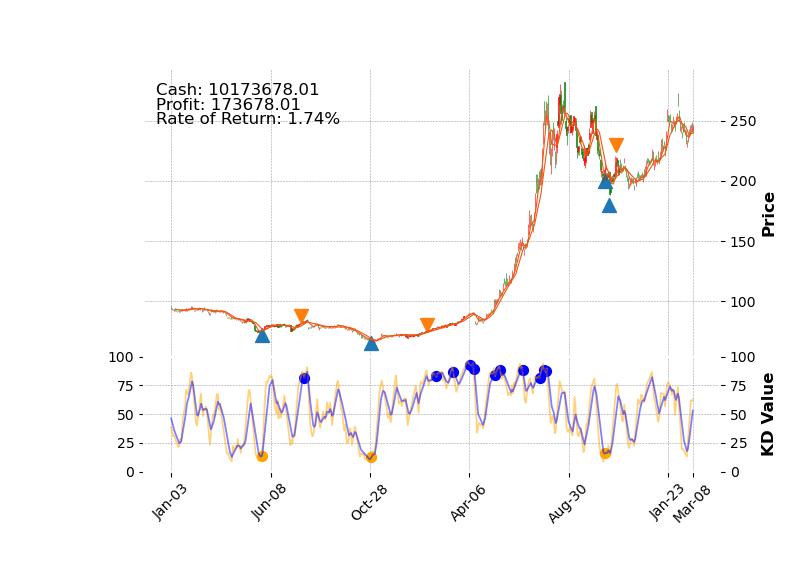 Cash: 10173678.01
Profit: 173678.01
Rate of Return: 1.74%
250
200
150
100
Price
100
75
50
25
0
100
75
50
25
0
KD Value
Jan-03
Jun-08
Oct-28
Apr-06
Aug-30
Jan-23
Mar-08